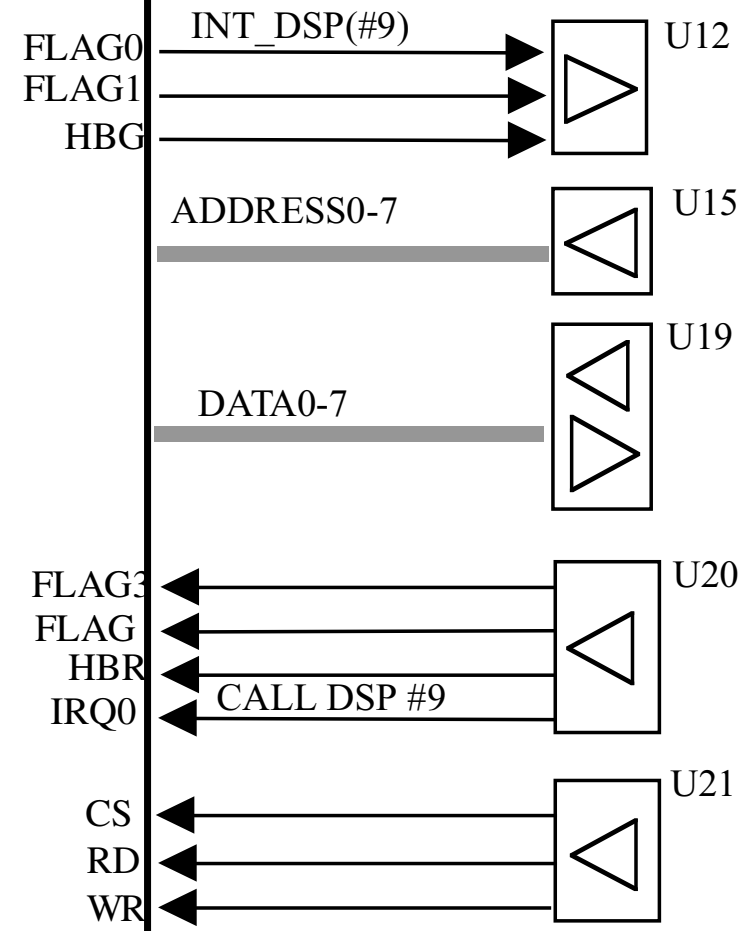 INT_DSP(#9)
U12
FLAG0
FLAG1
HBG
ADDRESS0-7
U15
U19
DATA0-7
FLAG3
U20
FLAG
HBR
IRQ0
CALL DSP #9
U21
CS
RD
WR